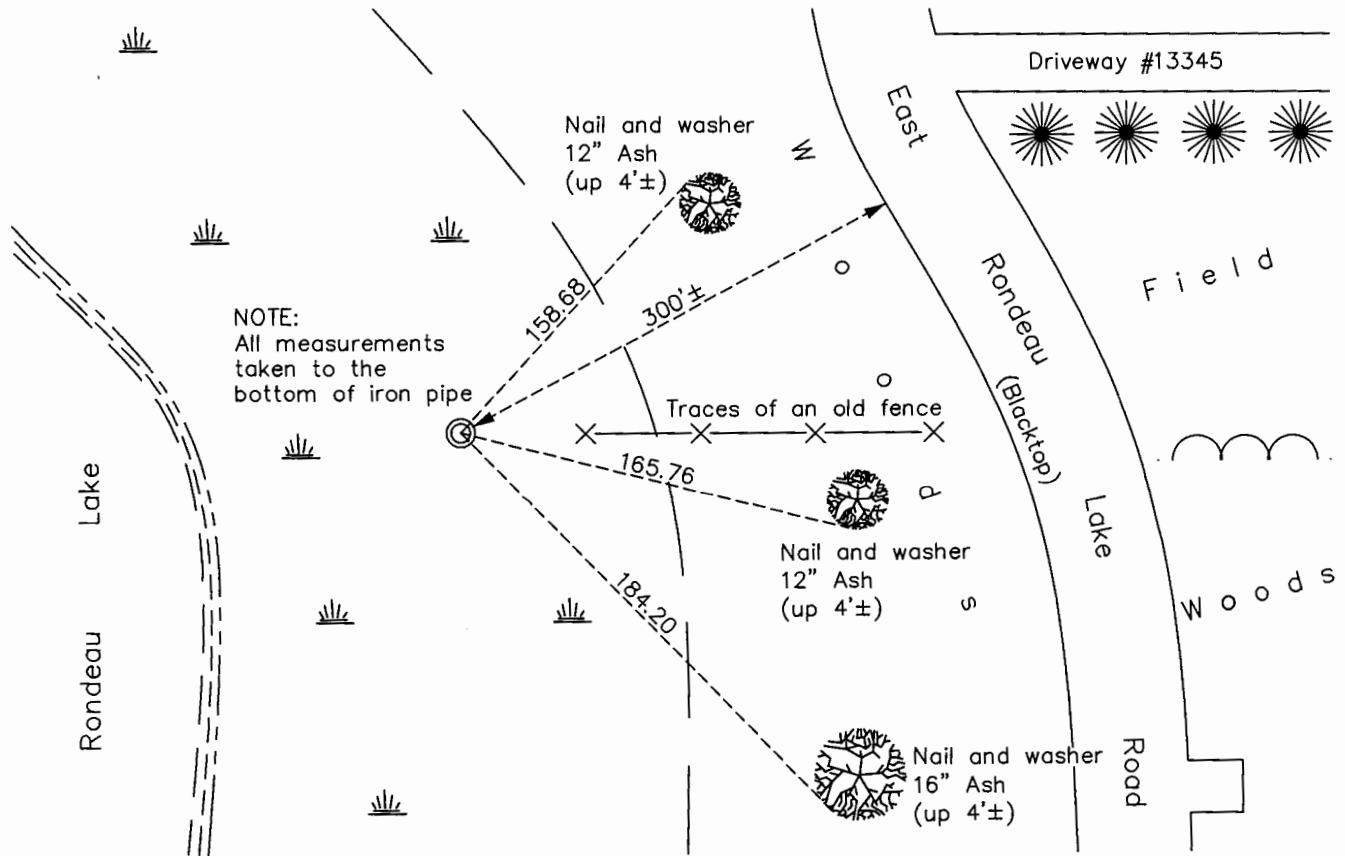 Driveway #13345
East
Rondeau
(Blacktop)
Lake
Road
Nail and washer
12" Ash
(up 4'±)
W o o d s
Field
158.68
300'±
NOTE:
All measurements
taken to the
bottom of iron pipe
Traces of an old fence
165.76
Nail and washer
12" Ash
(up 4'±)
184.20
Woods
Rondeau Lake
Nail and washer
16" Ash
(up 4'±)